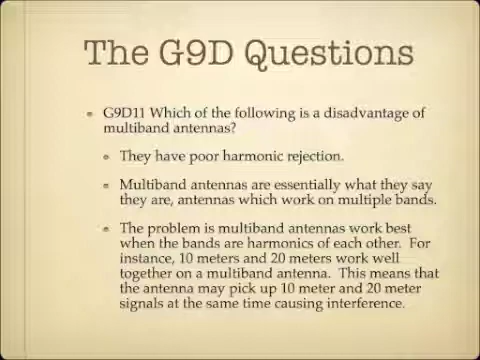 The G9D Questions
G9D11 Which of the following is a disadvantage of
multiband antennas?
They have poor harmonic rejection.
Multiband antennas are essentially what they say
they are, antennas which work on multiple bands.
The problem is multiband antennas work best
when the bands are harmonics of each other.  For
instance, 10 meters and 20 meters work well
together on a multiband antenna.  This means that
the antenna may pick up 10 meter and 20 meter
signals at the same time causing interference.